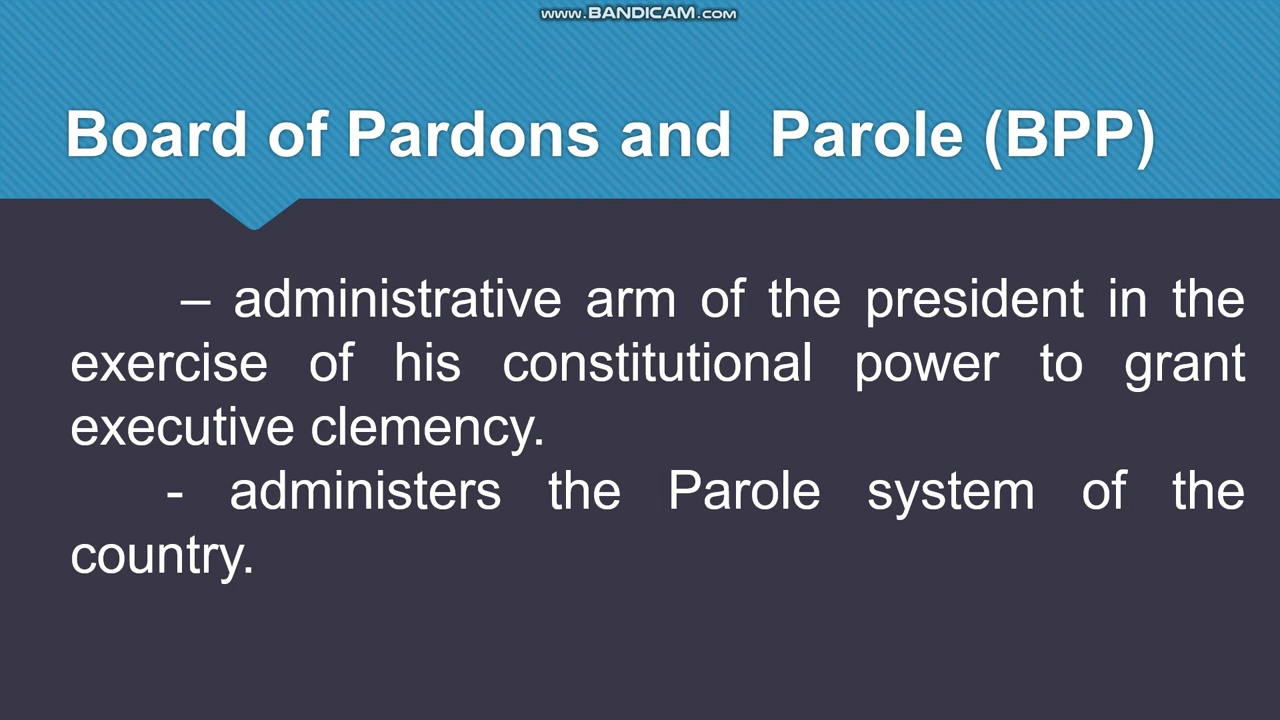 www.BANDICAM.com
Board of Pardons and Parole (BPP)
– administrative arm of the president in the
exercise of his constitutional power to grant
executive clemency.
- administers the Parole system of the
country.